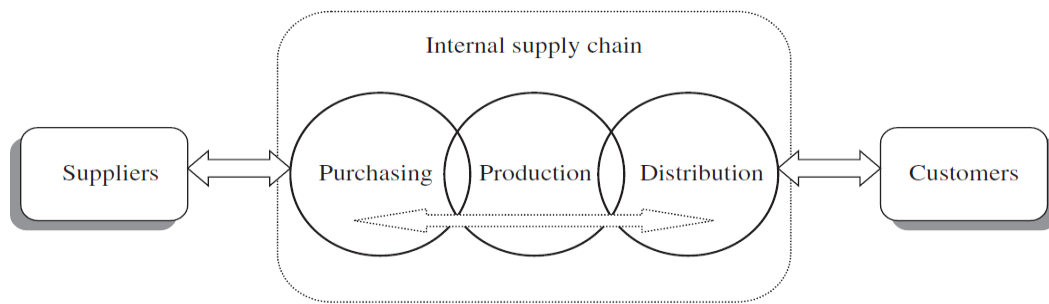 Internal supply chain
Suppliers
Purchasing
Production
Distribution
Customers